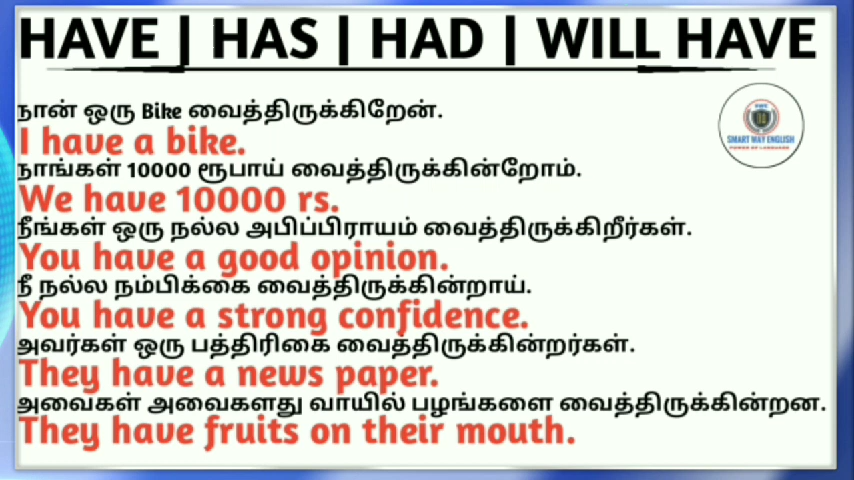 HAVE | HAS | HAD | WILL HAVE
நான் ஒரு Bike வைத்திருக்கிறேன்.
I have a bike.
நாங்கள் 10000 ரூபாய் வைத்திருக்கின்றோம்.
We have 10000 rs.
நீங்கள் ஒரு நல்ல அபிப்பிராயம் வைத்திருக்கிறீர்கள்.
You have a good opinion.
நீ நல்ல நம்பிக்கை வைத்திருக்கின்றாய்.
You have a strong confidence.
அவர்கள் ஒரு பத்திரிகை வைத்திருக்கின்றர்கள்.
They have a news paper.
அவைகள் அவைகளது வாயில் பழங்களை வைத்திருக்கின்றன.
They have fruits on their mouth.
SMART WAY ENGLISH